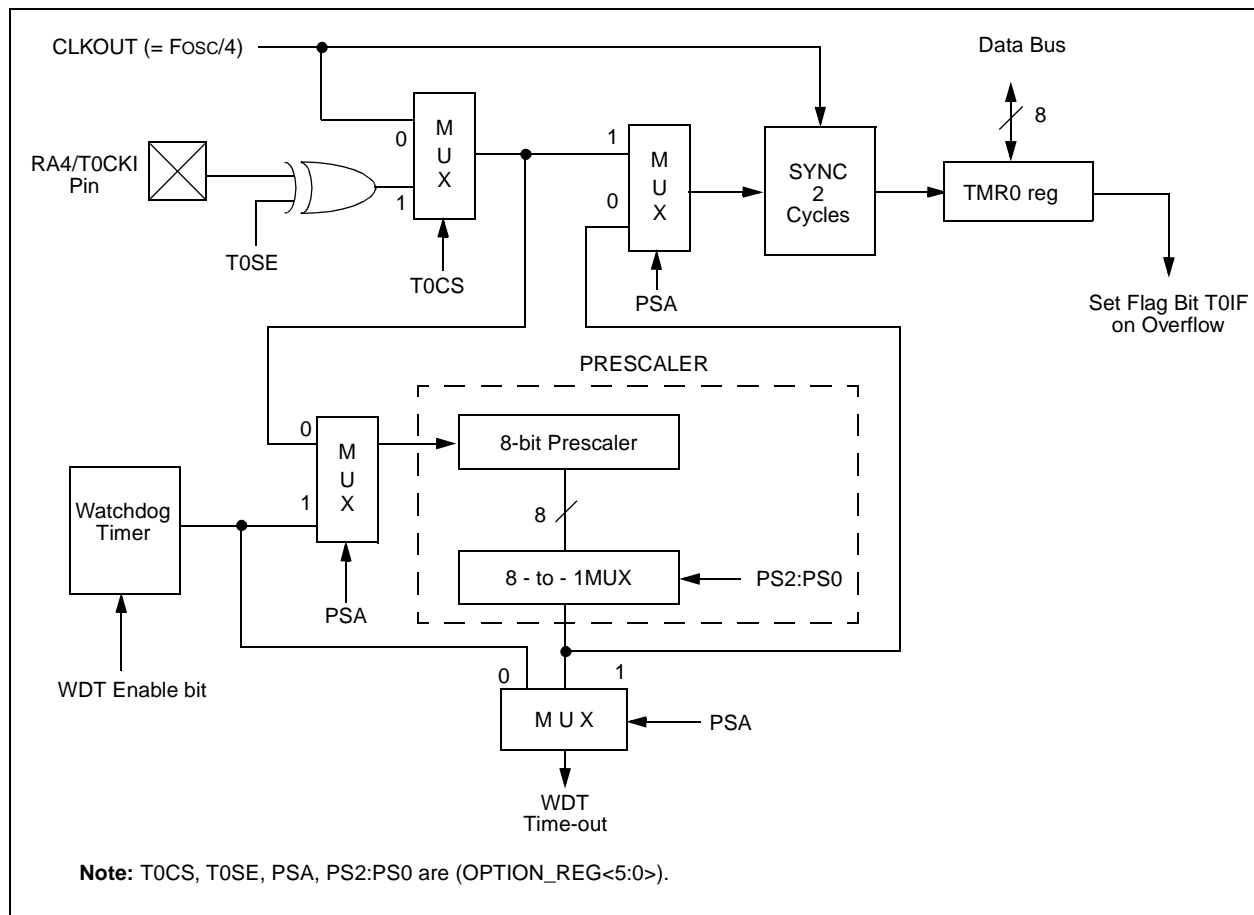 CLKOUT (= FOSC/4)
Data Bus
8
RA4/T0CKI
Pin
0
M
U
X
1
T0SE
T0CS
1
M
U
X
0
PSA
SYNC
2
Cycles
TMR0 reg
Set Flag Bit T0IF
on Overflow
PRESCALER
0
M
U
X
1
8-bit Prescaler
Watchdog
Timer
8
PSA
8 - to - 1MUX
PS2:PS0
WDT Enable bit
0
1
M U X
PSA
WDT
Time-out
Note: T0CS, T0SE, PSA, PS2:PS0 are (OPTION_REG<5:0>).